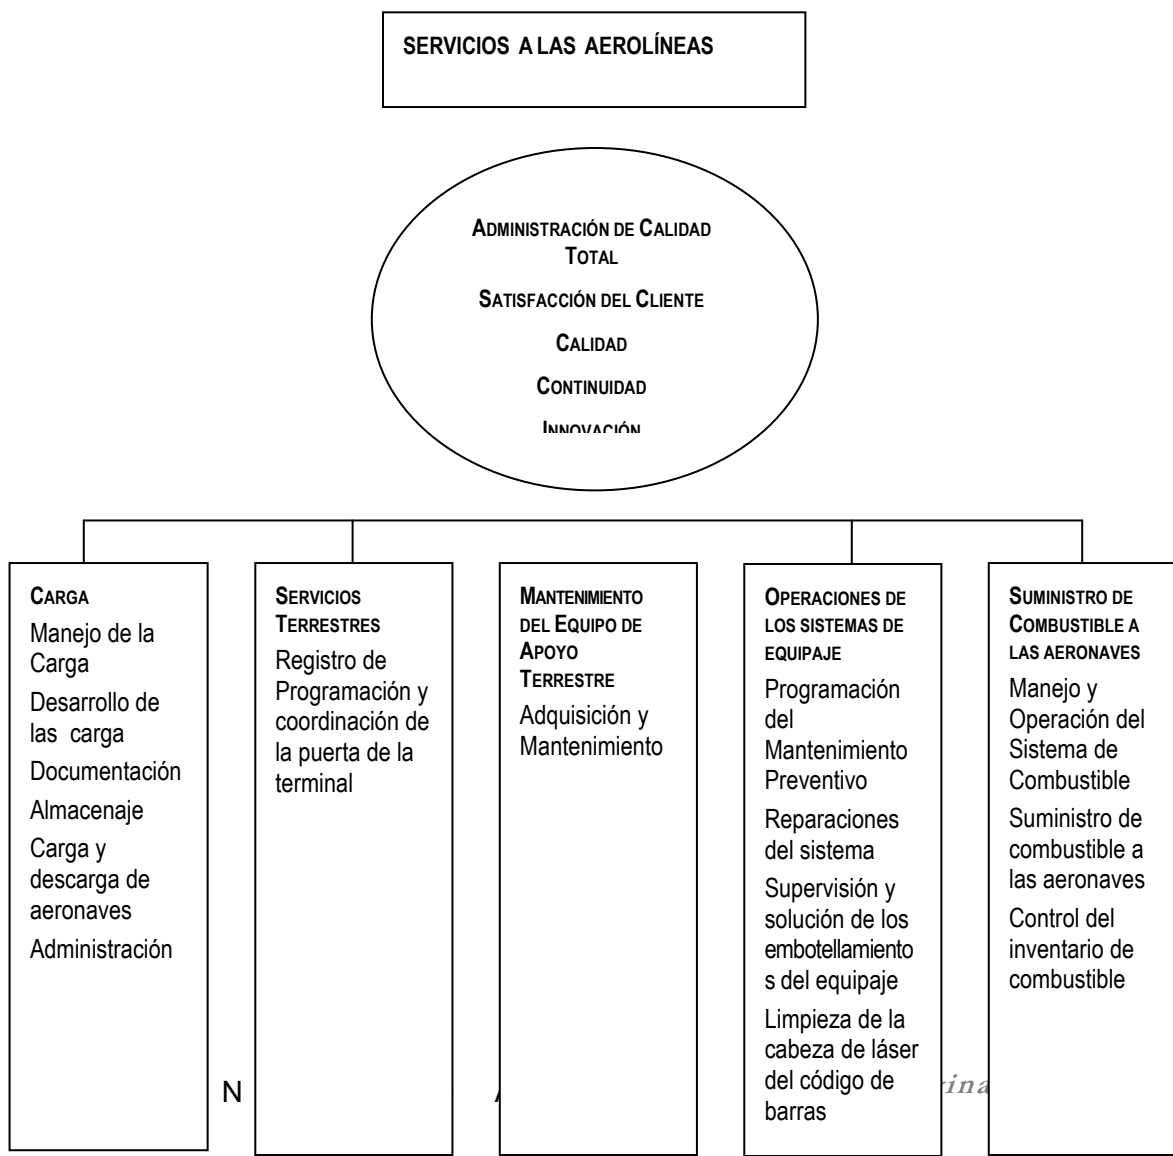 SERVICIOS A LAS AEROLÍNEAS
ADMINISTRACIÓN DE CALIDAD
TOTAL
SATISFACCIÓN DEL CLIENTE
CALIDAD
CONTINUIDAD
INNOVACIÓN
CARGA
Manejo de la
Carga
Desarrollo de
las carga
Documentación
Almacenaje
Carga y
descarga de
aeronaves
Administración
SERVICIOS
TERRESTRES
Registro de
Programación y
coordinación de
la puerta de la
terminal
MANTENIMIENTO
DEL EQUIPO DE
APOYO
TERRESTRE
Adquisición y
Mantenimiento
OPERACIONES DE
LOS SISTEMAS DE
EQUIPAJE
Programación
del
Mantenimiento
Preventivo
Reparaciones
del sistema
Supervisión y
solución de los
embotellamiento
s del equipaje
Limpieza de la
cabeza de láser
del código de
barras
SUMINISTRO DE
COMBUSTIBLE A
LAS AERONAVES
Manejo y
Operación del
Sistema de
Combustible
Suministro de
combustible a
las aeronaves
Control del
inventario de
combustible
N